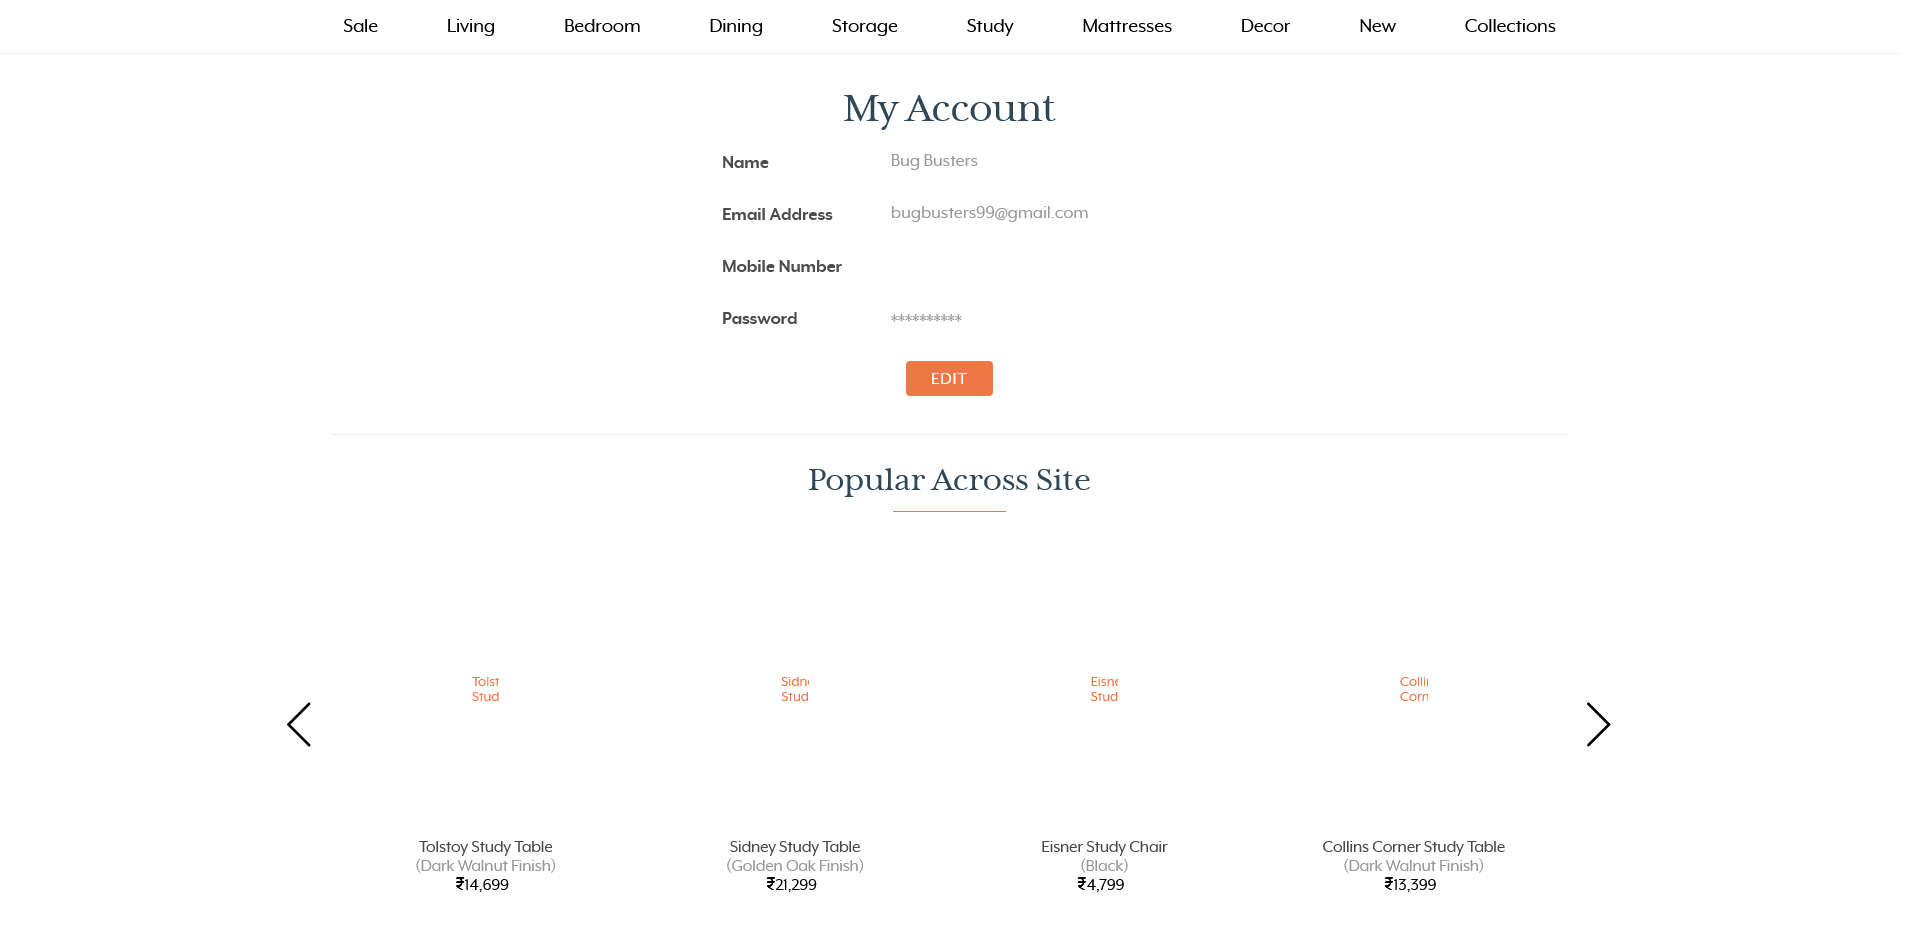 Sale Living Bedroom Dining Storage Study Mattresses Decor New Collections
My Account
Name Bug Busters
Email Address bugbusters99@gmail.com
Mobile Number
Password **********
EDIT
Popular Across Site
Tolst Sidn Eisne Colli
Stud Stud Stud Corn
Tolstoy Study Table Sidney Study Table Eisner Study Chair Collins Corner Study Table
(Dark Walnut Finish) (Golden Oak Finish) (Black) (Dark Walnut Finish)
₹14,699 ₹21,299 ₹4,799 ₹13,399